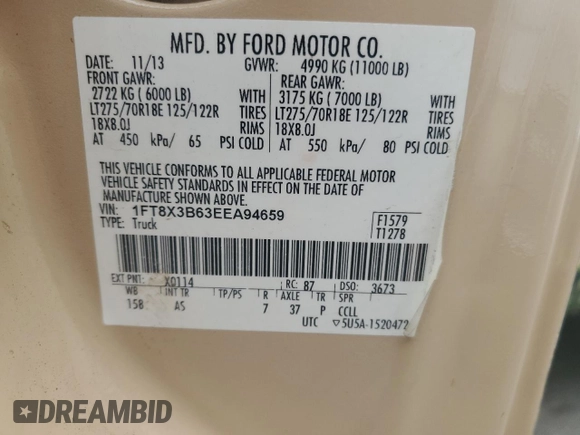 MFD. BY FORD MOTOR CO.
DATE: 11/13 GVWR: 4990 KG (11000 LB)
FRONT GAWR: REAR GAWR:
2722 KG ( 6000 LB) WITH 3175 KG ( 7000 LB) WITH
LT275/70R18E 125/122R TIRES LT275/70R18E 125/122R TIRES
18X8.0J RIMS 18X8.0J RIMS
AT 450 kPa/ 65 PSI COLD AT 550 kPa/ 80 PSI COLD
THIS VEHICLE CONFORMS TO ALL APPLICABLE FEDERAL MOTOR
VEHICLE SAFETY STANDARDS IN EFFECT ON THE DATE OF
MANUFACTURE SHOWN ABOVE.
VIN: 1FT8X3B63EEA94659 F1579
TYPE: Truck T1278
EXT PNT: X0114 RC: 87 DSO: 3673
WB INT TR TP/PS R AXLE TR SPR
158 AS 7 37 P CCLL
UTC ▽5U5A-1520472
DREAMBID